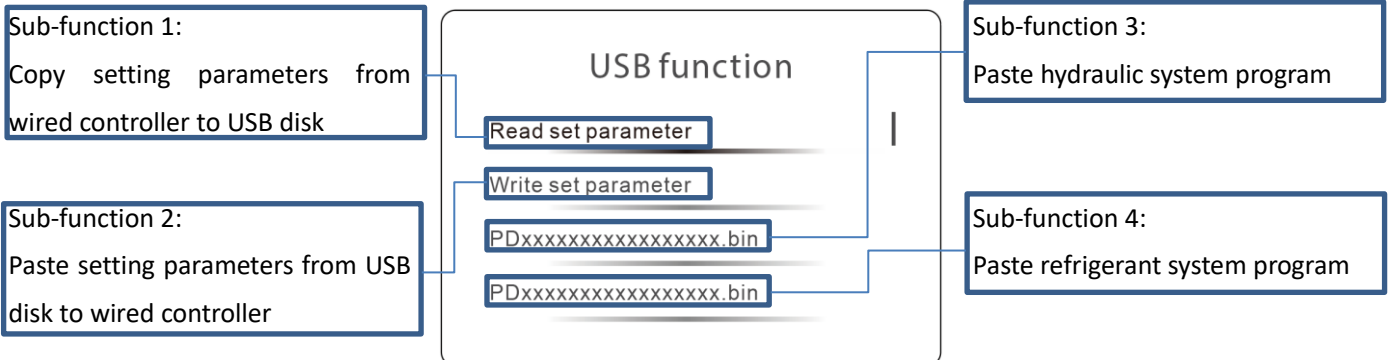 Sub-function 1:
Copy setting parameters from
wired controller to USB disk
Sub-function 2:
Paste setting parameters from USB
disk to wired controller
USB function
Read set parameter
Write set parameter
PDxxxxxxxxxxxxxxxxx.bin
PDxxxxxxxxxxxxxxxxx.bin
Sub-function 3:
Paste hydraulic system program
Sub-function 4:
Paste refrigerant system program